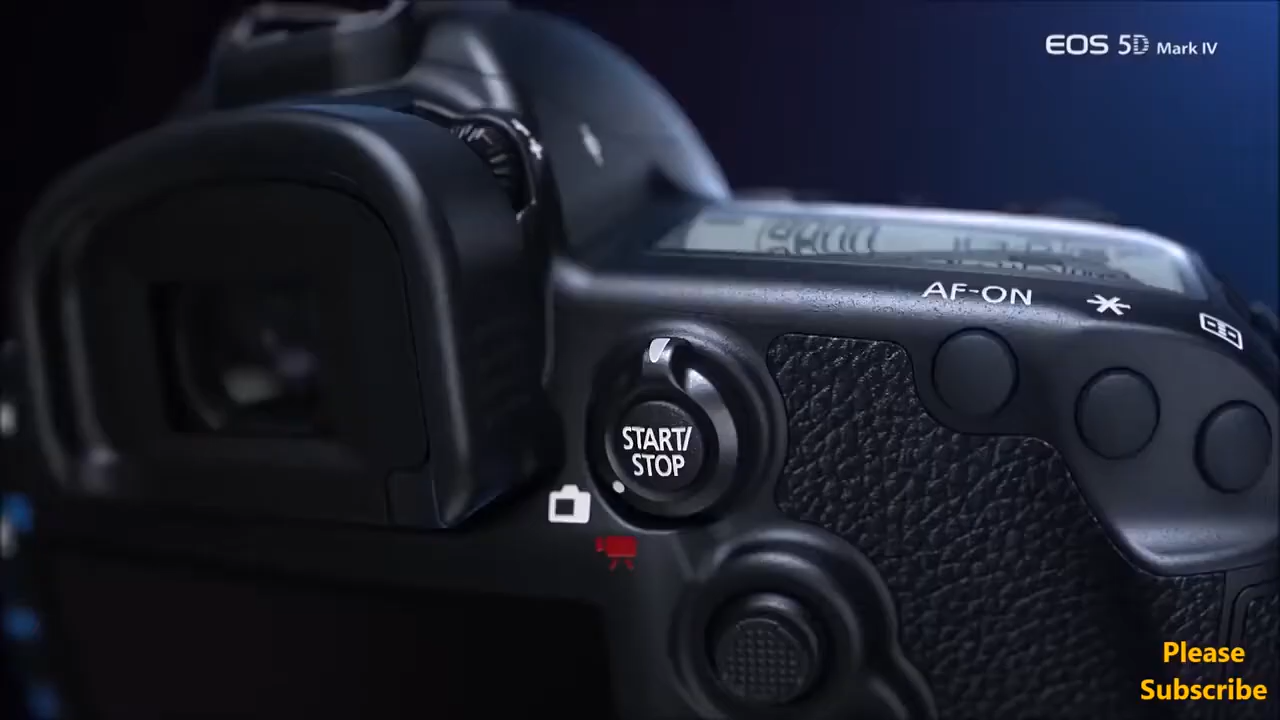 EOS 5D Mark IV
AF-ON
START/
STOP
Please
Subscribe